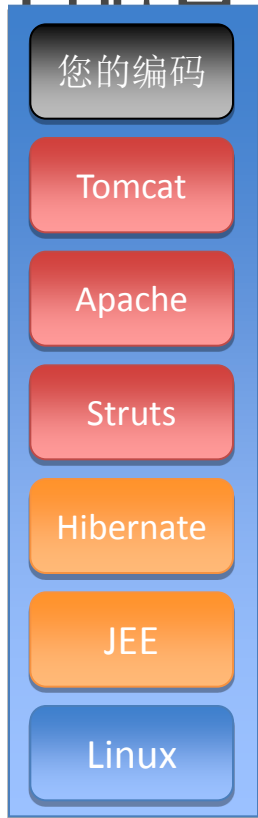 您的编码
Tomcat
Apache
Struts
Hibernate
JEE
Linux